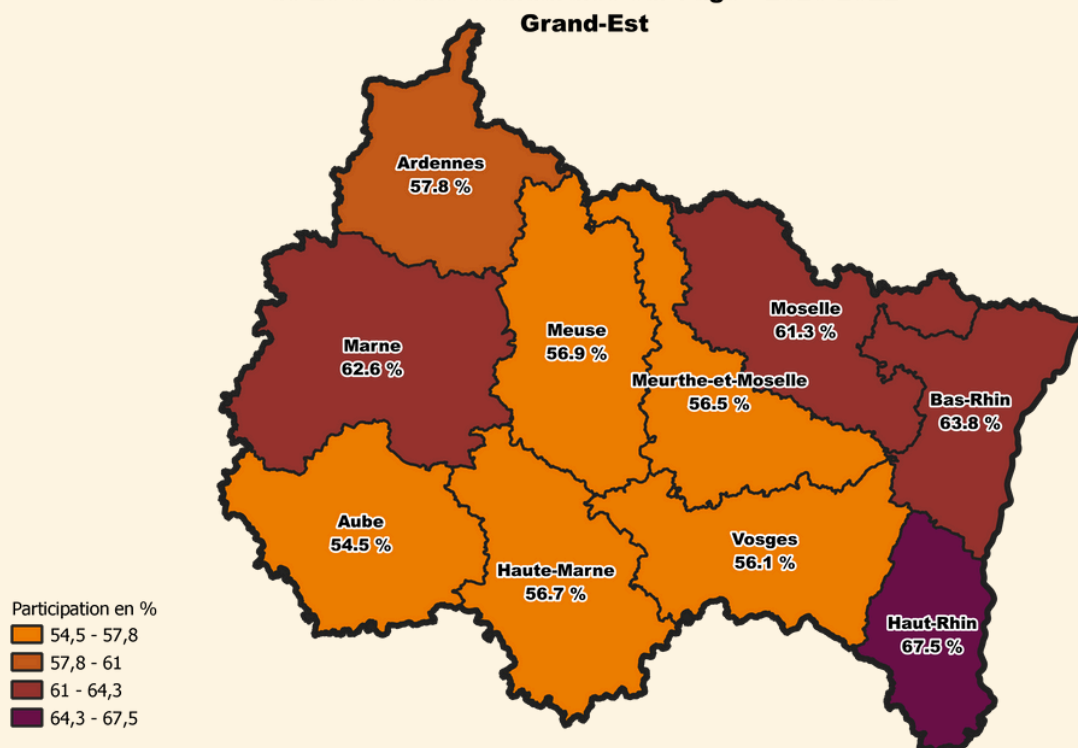 Grand-Est
Ardennes
57.8 %
Marne
62.6 %
Meuse
56.9 %
Moselle
61.3 %
Meurthe-et-Moselle
56.5 %
Bas-Rhin
63.8 %
Aube
54.5 %
Haute-Marne
56.7 %
Vosges
56.1 %
Haut-Rhin
67.5 %
Participation en %
54,5 - 57,8
57,8 - 61
61 - 64,3
64,3 - 67,5